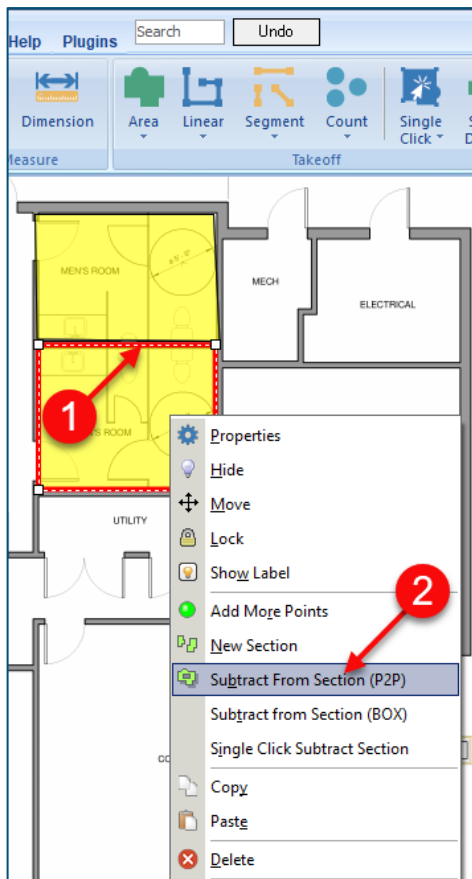 Help Plugins Search Undo
Dimension Area Linear Segment Count Single
Click
Measure Takeoff
MEN'S ROOM
MECH
ELECTRICAL
1
'S ROOM
UTILITY
Properties
Hide
Move
Lock
Show Label
2
Add More Points
New Section
Subtract From Section (P2P)
Subtract from Section (BOX)
Single Click Subtract Section
Copy
Paste
Delete